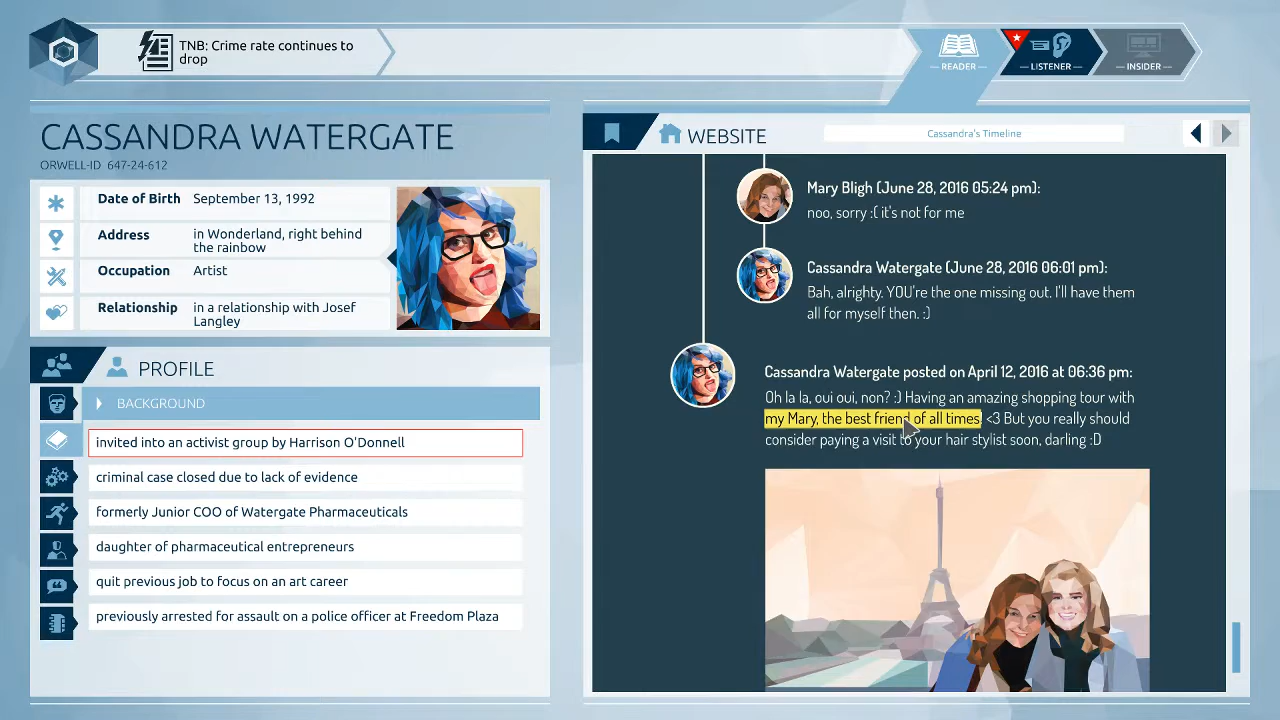 TNB: Crime rate continues to
drop
READER
LISTENER
INSIDER
CASSANDRA WATERGATE
ORWELL-ID 647-24-612
Date of Birth September 13, 1992
Address in Wonderland, right behind
the rainbow
Occupation Artist
Relationship in a relationship with Josef
Langley
PROFILE
BACKGROUND
invited into an activist group by Harrison O'Donnell
criminal case closed due to lack of evidence
formerly Junior COO of Watergate Pharmaceuticals
daughter of pharmaceutical entrepreneurs
quit previous job to focus on an art career
previously arrested for assault on a police officer at Freedom Plaza
WEBSITE
Cassandra's Timeline
Mary Bligh (June 28, 2016 05:24 pm):
noo, sorry :( it's not for me
Cassandra Watergate (June 28, 2016 06:01 pm):
Bah, alrighty. YOU're the one missing out. I'll have them
all for myself then. :)
Cassandra Watergate posted on April 12, 2016 at 06:36 pm:
Oh la la, oui oui, non? :) Having an amazing shopping tour with
my Mary, the best friend of all times! <3 But you really should
consider paying a visit to your hair stylist soon, darling :D